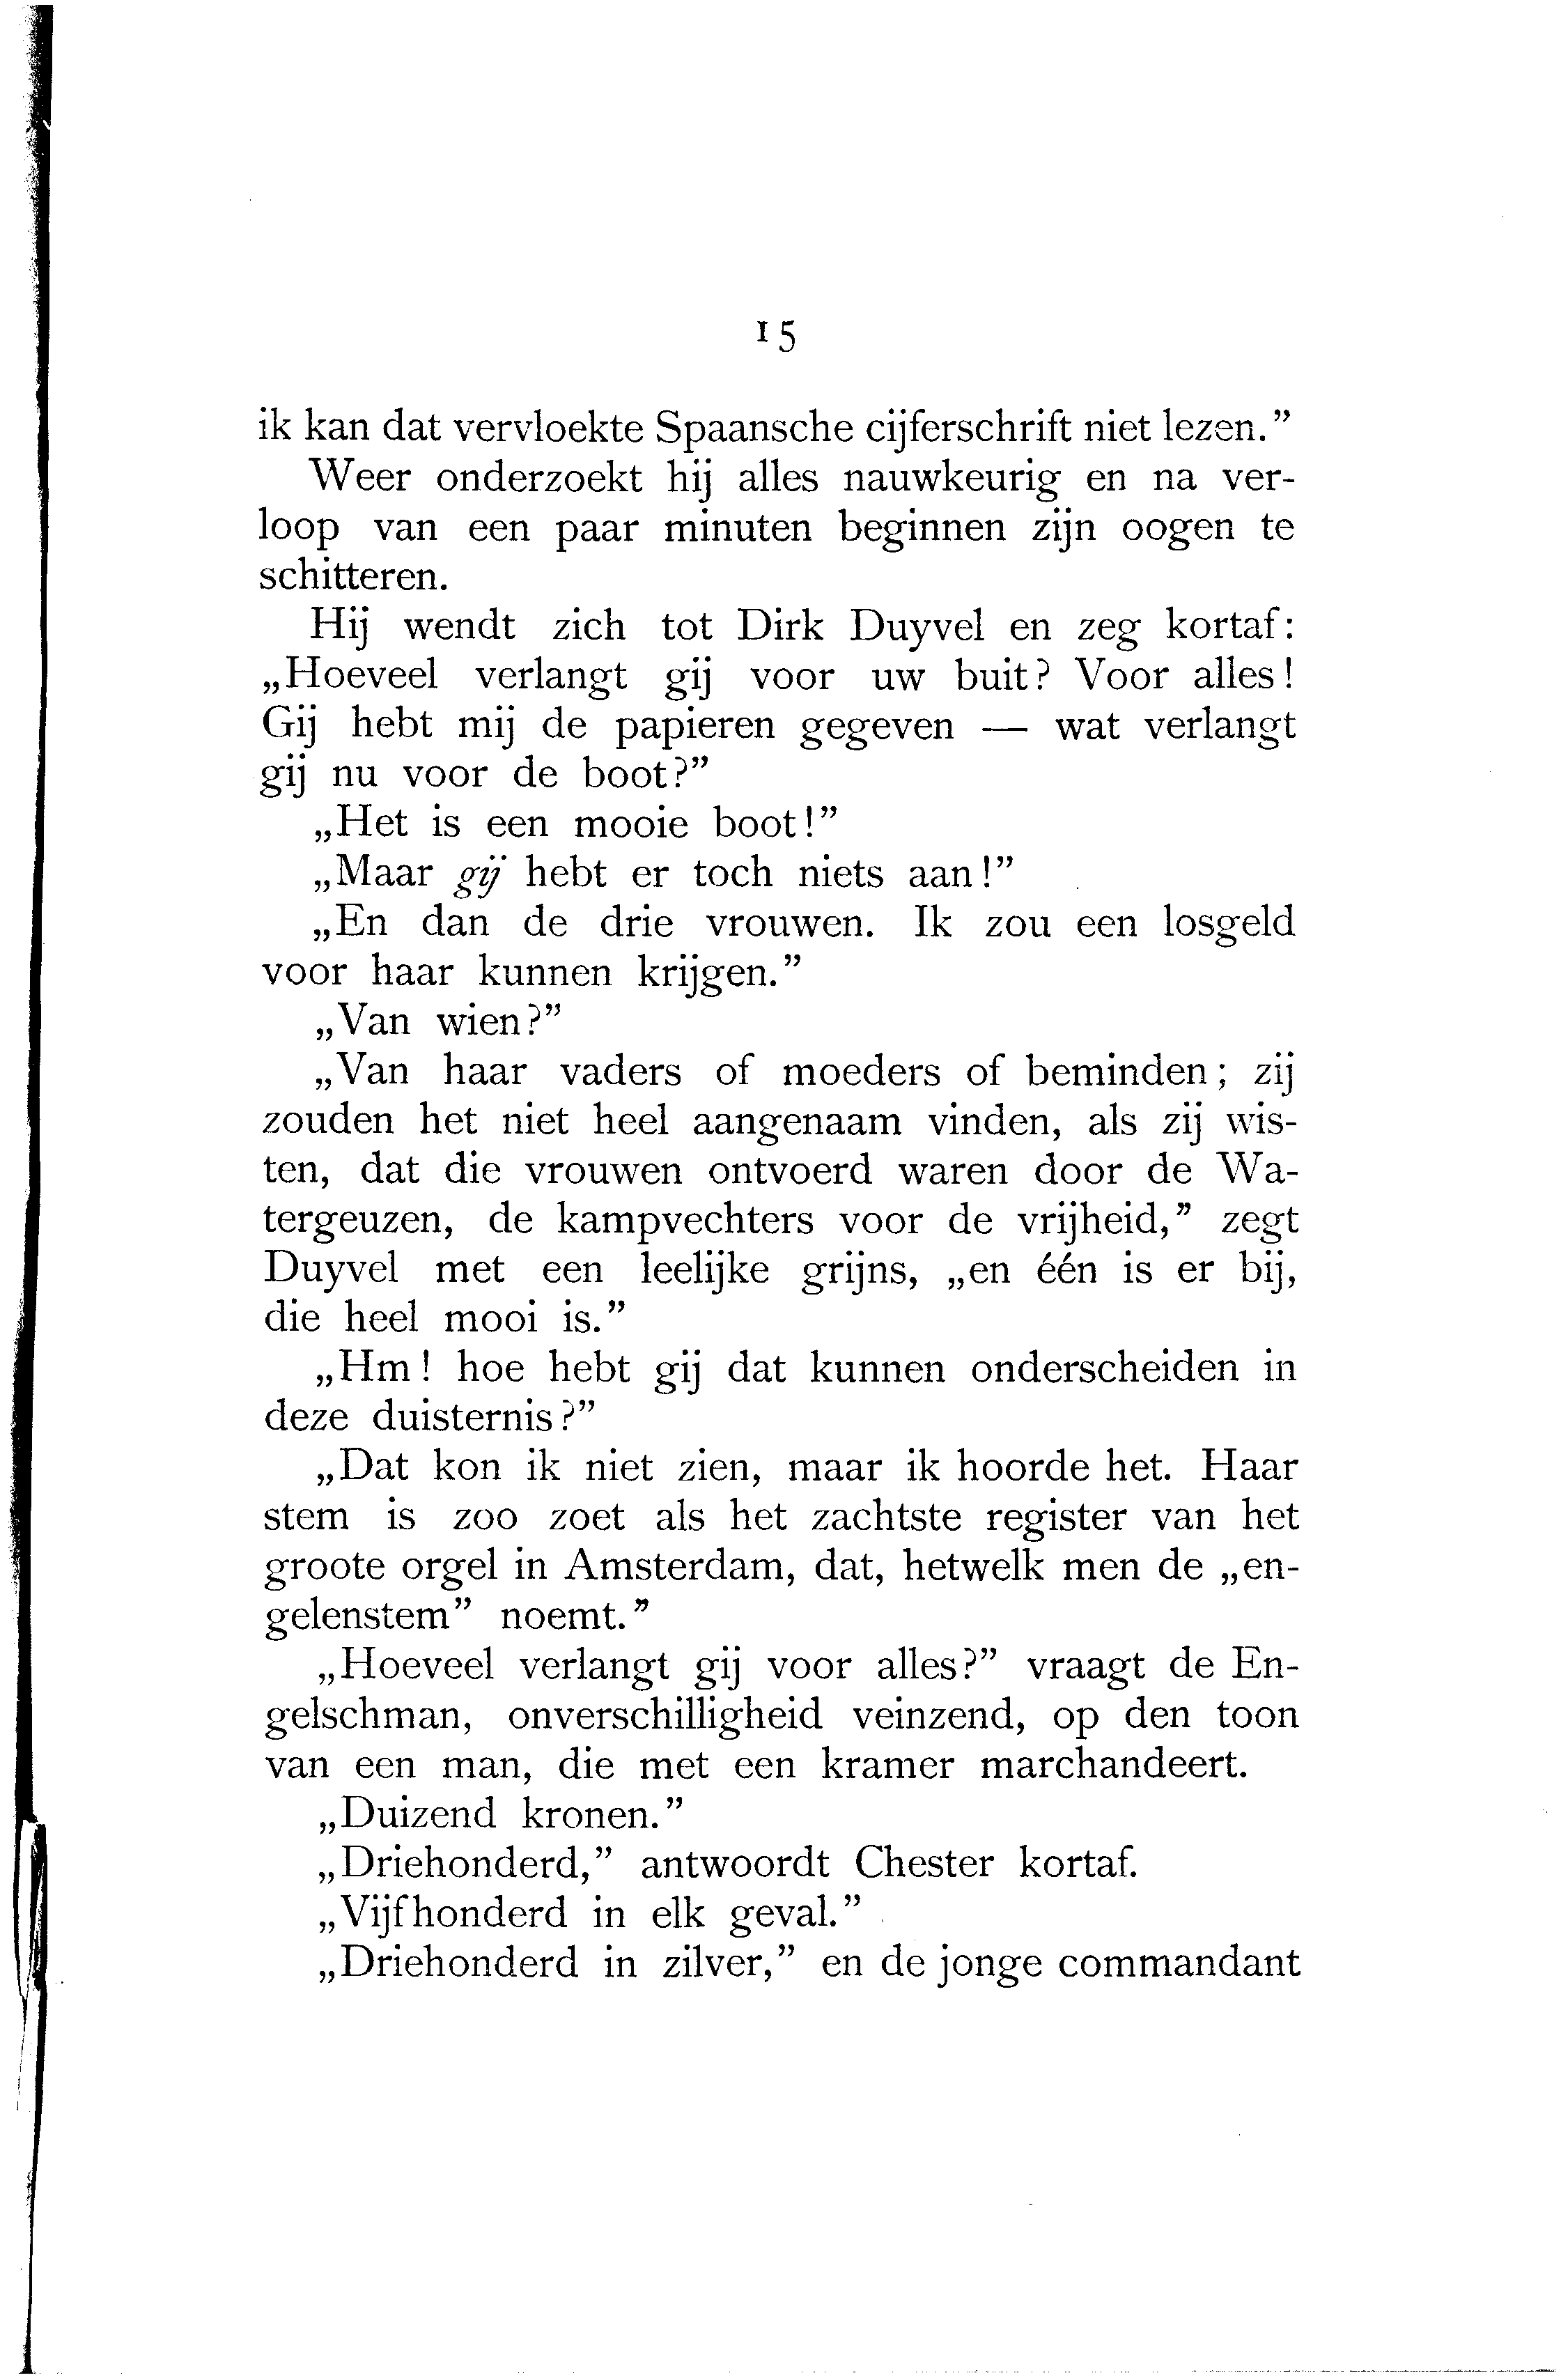 15
ik kan dat vervloekte Spaansche cijferschrift niet lezen.”
Weer onderzoekt hij alles nauwkeurig en na ver-
loop van een paar minuten beginnen zijn oogen te
schitteren.
Hij wendt zich tot Dirk Duyvel en zeg kortaf:
„Hoeveel verlangt gij voor uw buit? Voor alles!
Gij hebt mij de papieren gegeven — wat verlangt
gij nu voor de boot?”
„Het is een mooie boot!”
„Maar gij hebt er toch niets aan!”
„En dan de drie vrouwen. Ik zou een losgeld
voor haar kunnen krijgen.”
„Van wien?”
„Van haar vaders of moeders of beminden; zij
zouden het niet heel aangenaam vinden, als zij wis-
ten, dat die vrouwen ontvoerd waren door de Wa-
tergeuzen, de kampvechters voor de vrijheid,” zegt
Duyvel met een leelijke grijns, „en één is er bij,
die heel mooi is.”
„Hm! hoe hebt gij dat kunnen onderscheiden in
deze duisternis?”
„Dat kon ik niet zien, maar ik hoorde het. Haar
stem is zoo zoet als het zachtste register van het
groote orgel in Amsterdam, dat, hetwelk men de „en-
gelenstem” noemt.”
„Hoeveel verlangt gij voor alles?” vraagt de En-
gelschman, onverschilligheid veinzend, op den toon
van een man, die met een kramer marchandeert.
„Duizend kronen.”
„Driehonderd,” antwoordt Chester kortaf.
„Vijfhonderd in elk geval.”
„Driehonderd in zilver,” en de jonge commandant